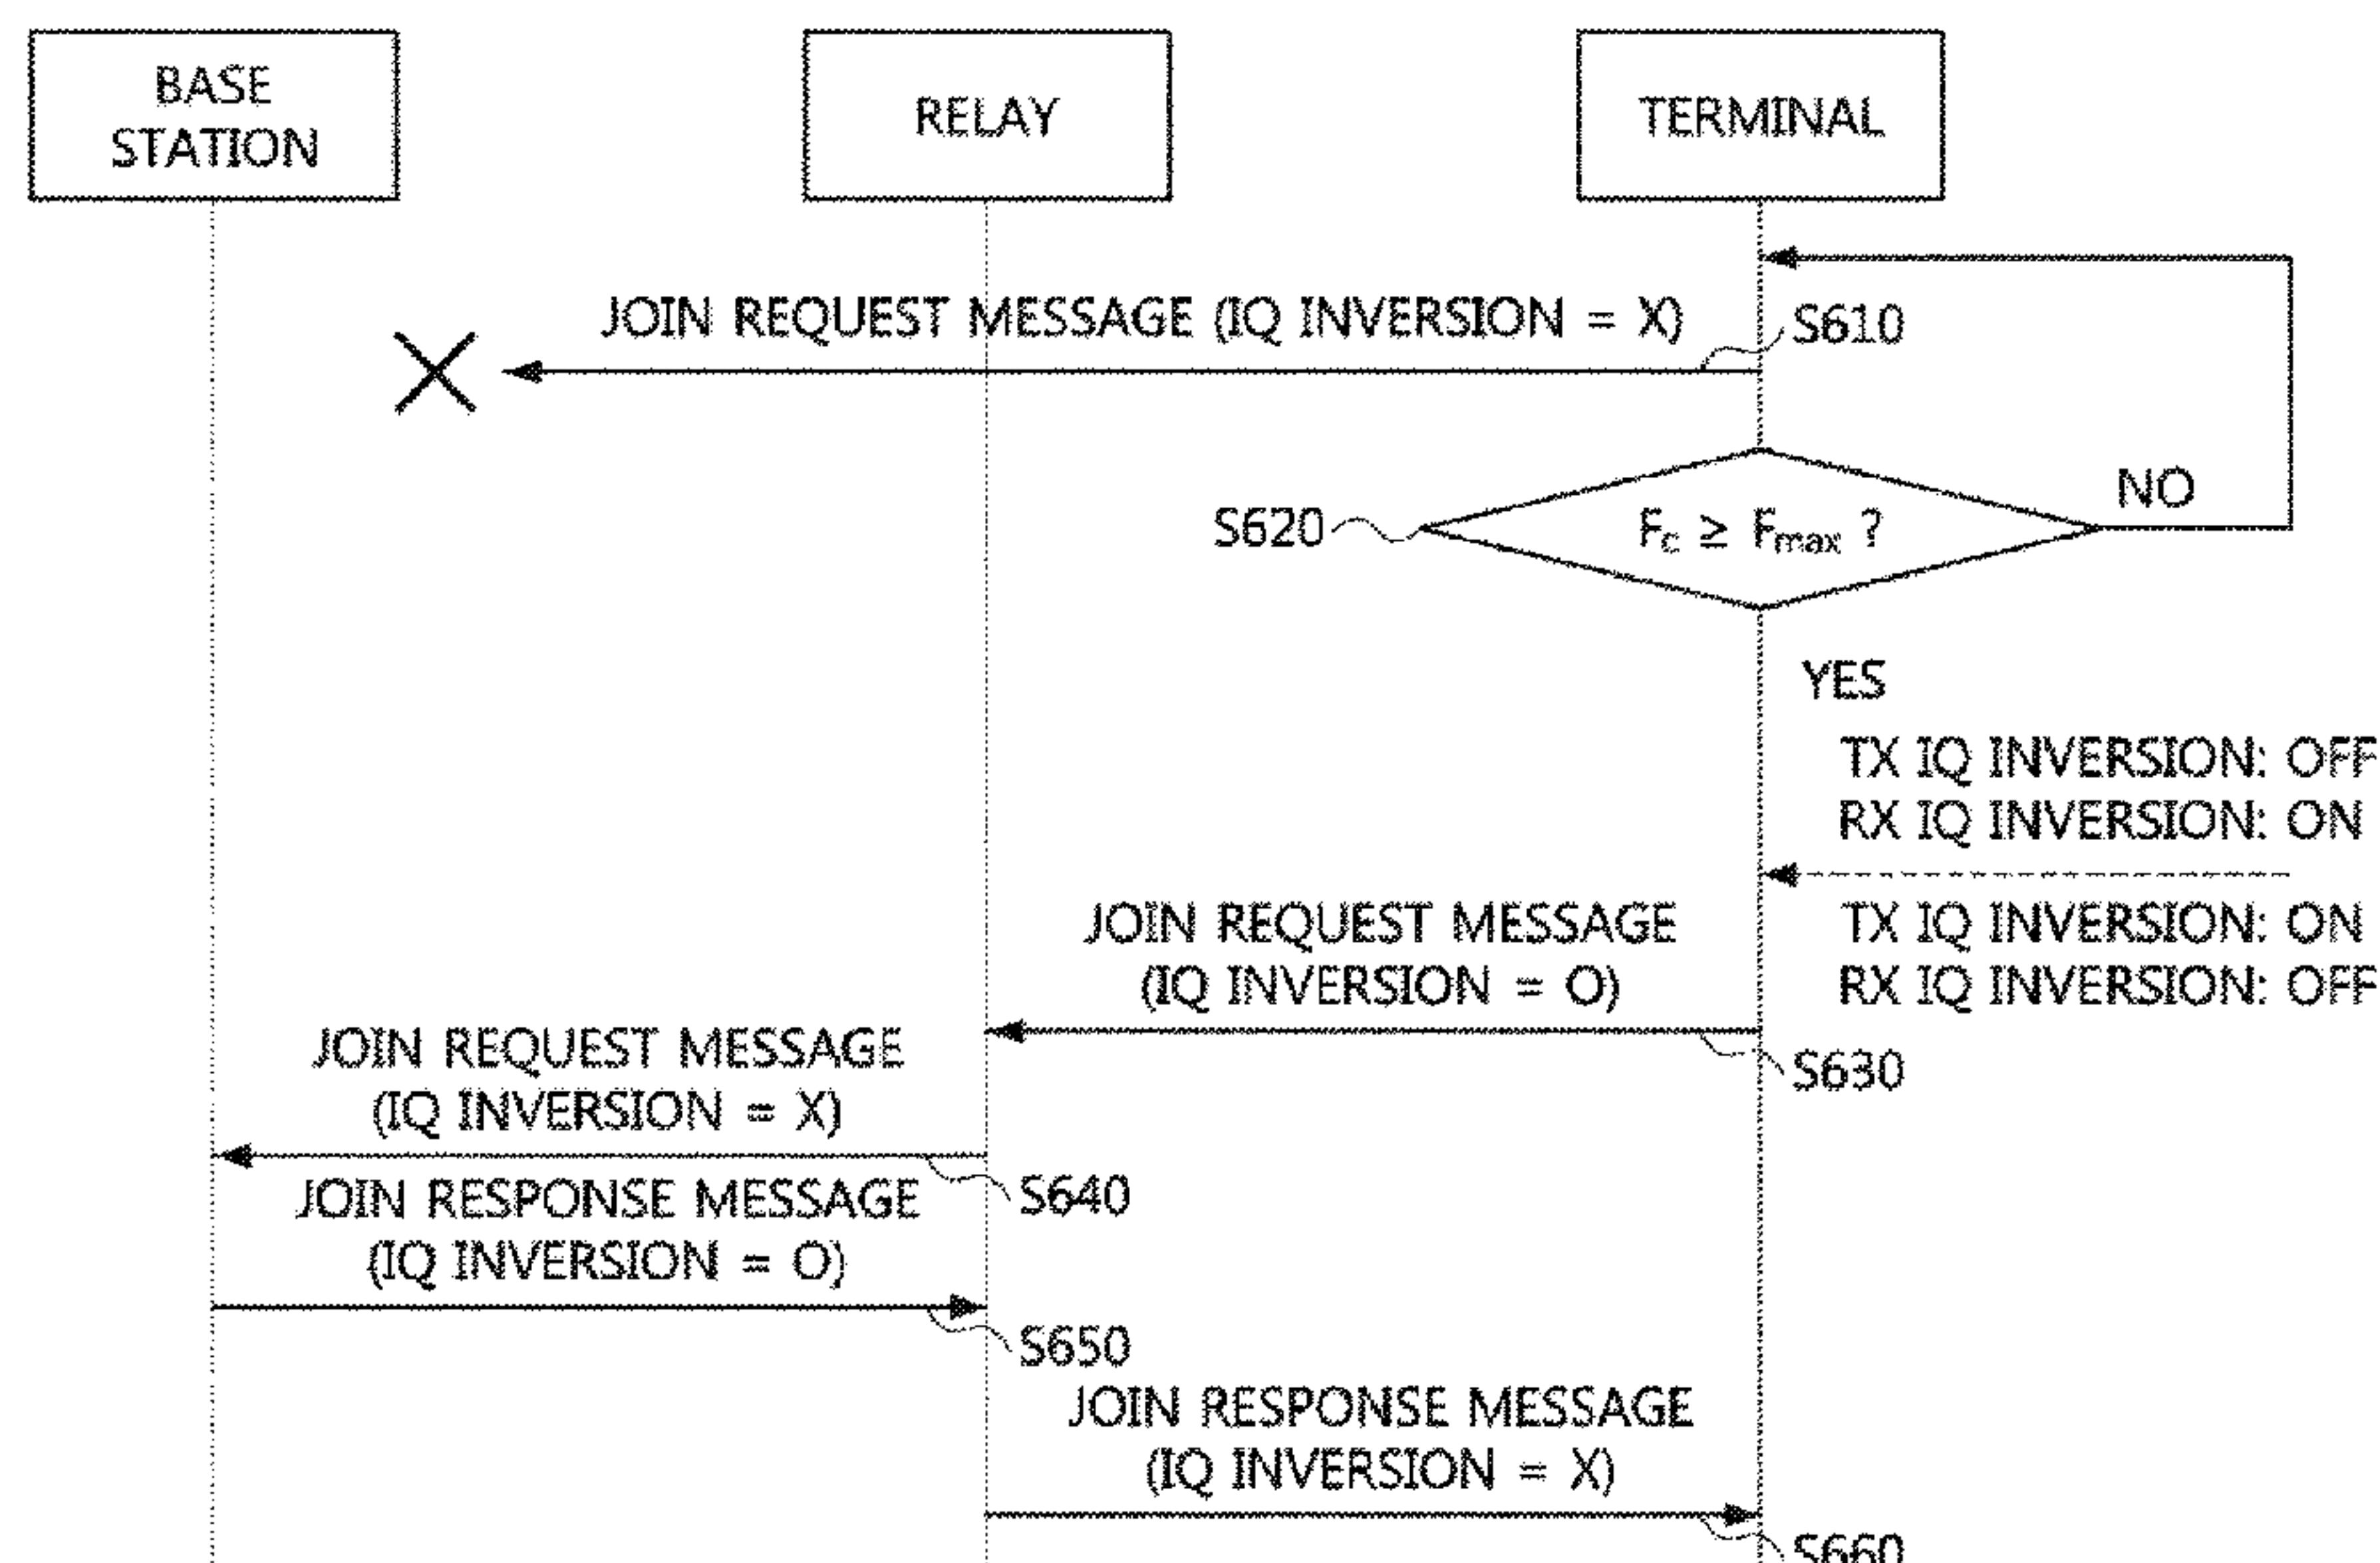 BASE
STATION
RELAY
TERMINAL
JOIN REQUEST MESSAGE (IQ INVERSION = X)
S610
S620
Fc ≥ Fmax ?
NO
YES
TX IQ INVERSION: OFF
RX IQ INVERSION: ON
TX IQ INVERSION: ON
RX IQ INVERSION: OFF
JOIN REQUEST MESSAGE
(IQ INVERSION = O)
S630
JOIN REQUEST MESSAGE
(IQ INVERSION = X)
S640
JOIN RESPONSE MESSAGE
(IQ INVERSION = O)
S650
JOIN RESPONSE MESSAGE
(IQ INVERSION = X)
S660